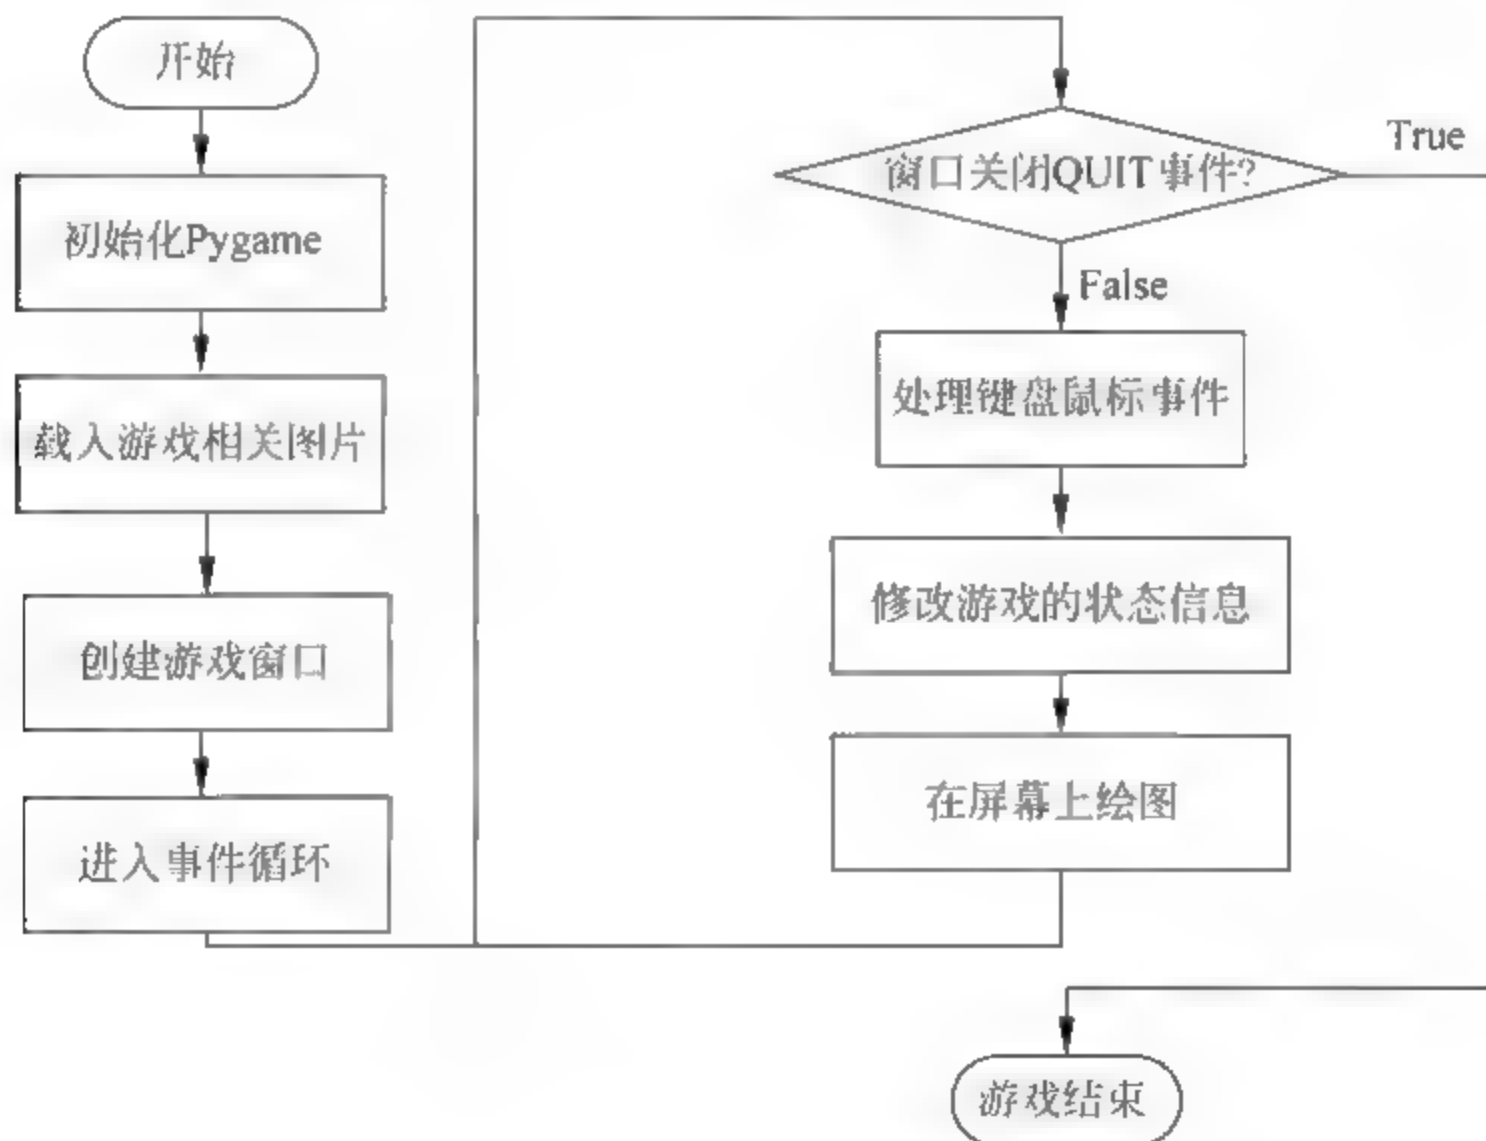 开始
初始化Pygame
载入游戏相关图片
创建游戏窗口
进入事件循环
窗口关闭QUIT事件?
True
False
处理键盘鼠标事件
修改游戏的状态信息
在屏幕上绘图
游戏结束